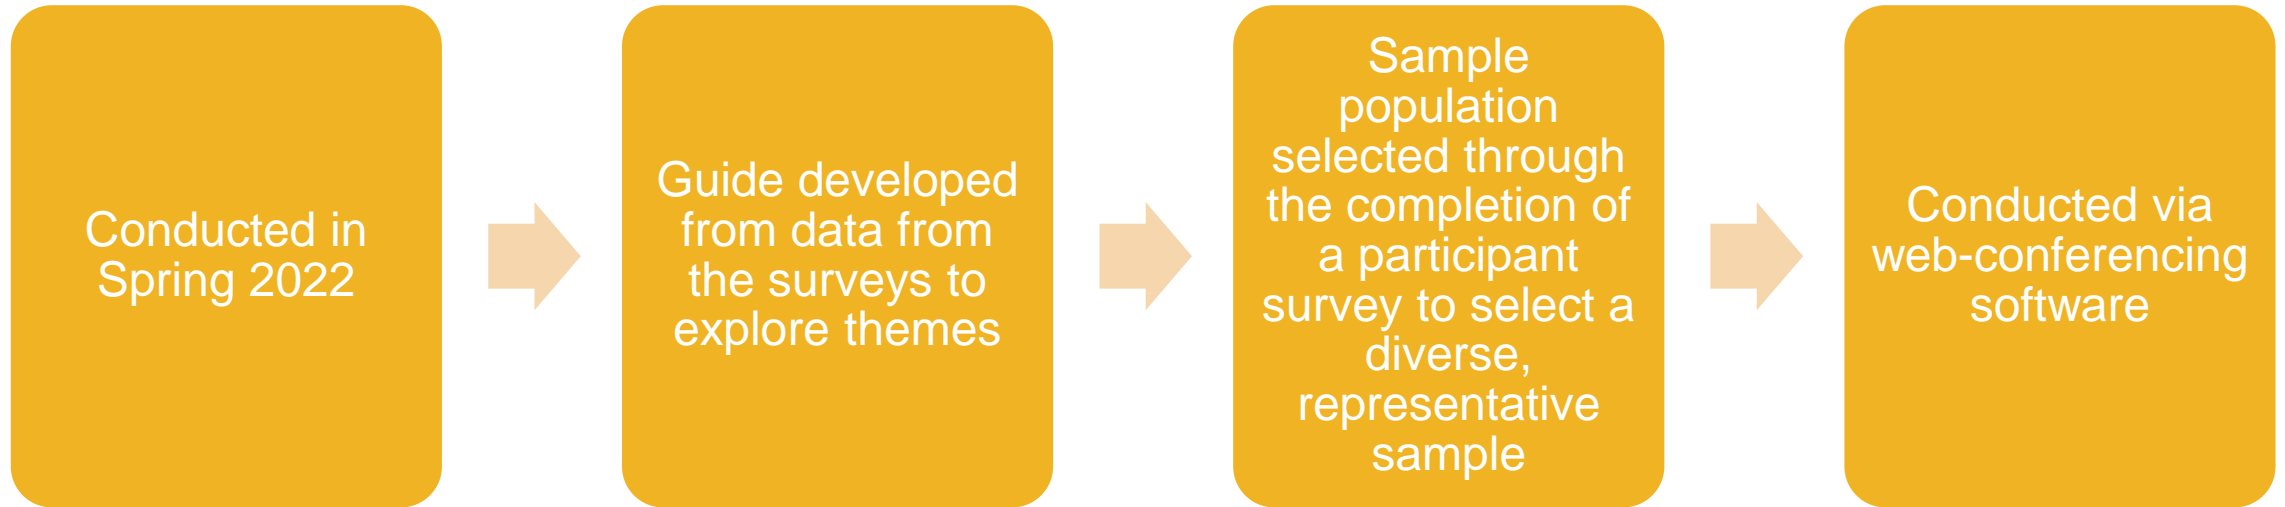 Conducted in
Spring 2022
Guide developed
from data from
the surveys to
explore themes
Sample
population
selected through
the completion of
a participant
survey to select a
diverse,
representative
sample
Conducted via
web-conferencing
software